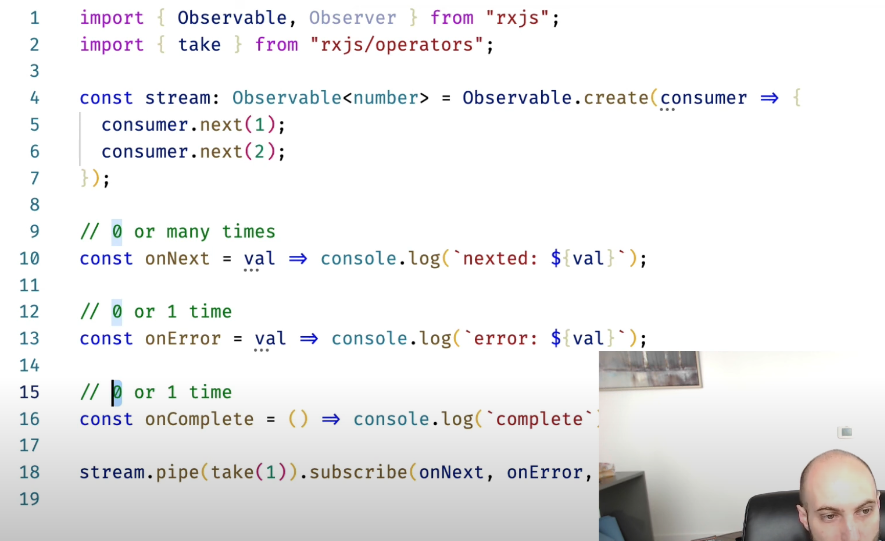 1 import { Observable, Observer } from "rxjs";
2 import { take } from "rxjs/operators";
3
4 const stream: Observable<number> = Observable.create(consumer => {
5 consumer.next(1);
6 consumer.next(2);
7 });
8
9 // 0 or many times
10 const onNext = val => console.log(`nexted: ${val}`);
11
12 // 0 or 1 time
13 const onError = val => console.log(`error: ${val}`);
14
15 // 0 or 1 time
16 const onComplete = () => console.log(`complete`)
17
18 stream.pipe(take(1)).subscribe(onNext, onError,
19